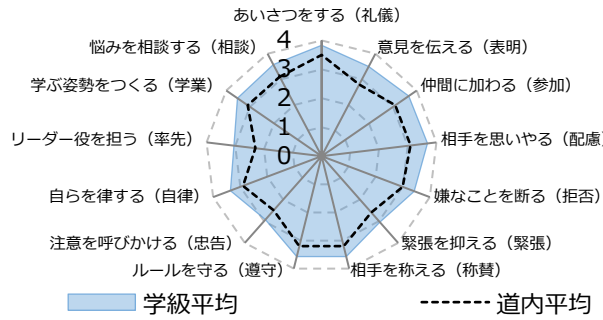 あいさつをする（礼儀）
悩みを相談する（相談）
意見を伝える（表明）
学ぶ姿勢をつくる（学業）
仲間に加わる（参加）
リーダー役を担う（率先）
相手を思いやる（配慮）
自らを律する（自律）
嫌なことを断る（拒否）
注意を呼びかける（忠告）
緊張を抑える（緊張）
ルールを守る（遵守）
相手を称える（称賛）
4
3
2
1
0
学級平均
道内平均